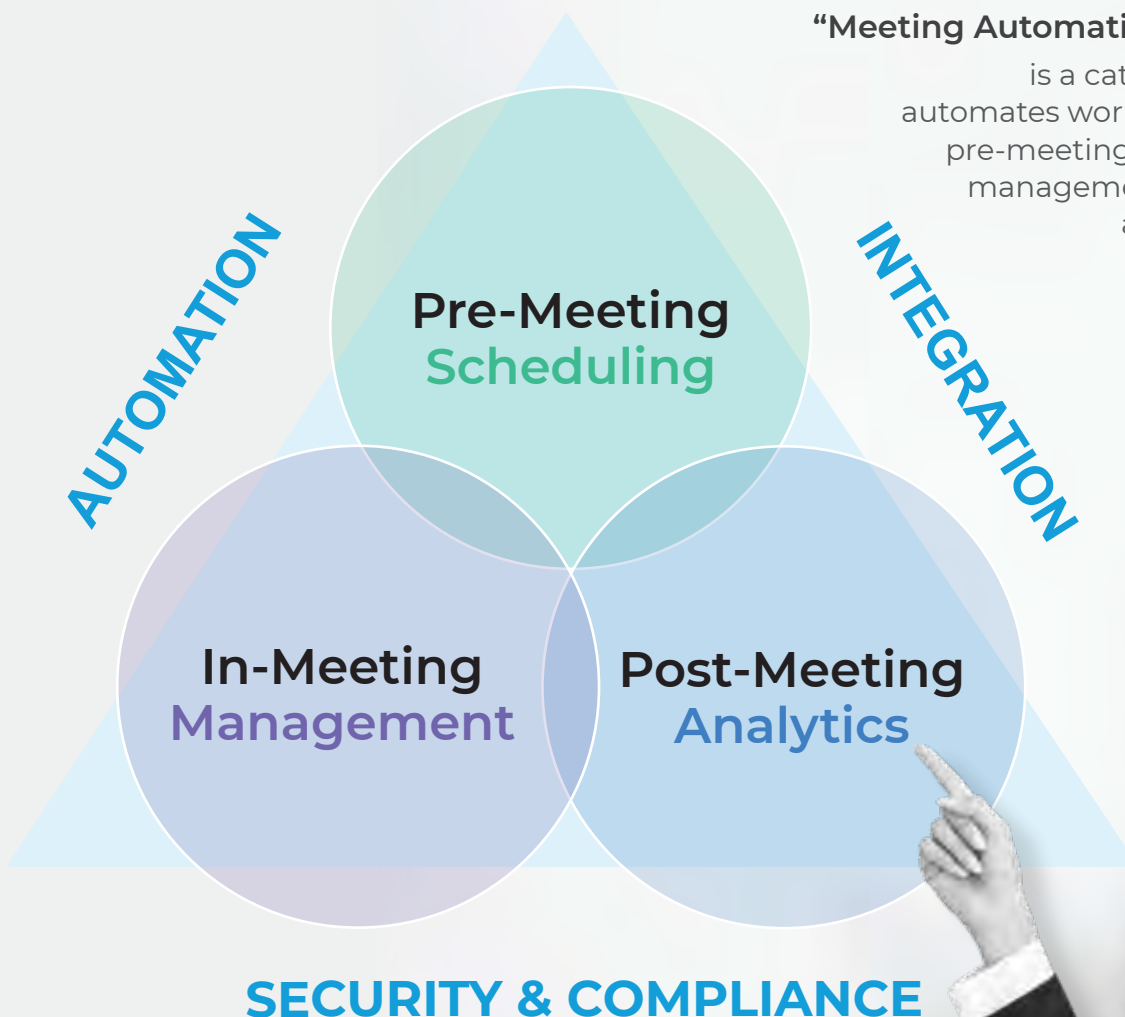 “Meeting Automati
is a cat
automates wor
pre-meeting
manageme
a
AUTOMATION
INTEGRATION
Pre-Meeting
Scheduling
In-Meeting
Management
Post-Meeting
Analytics
SECURITY & COMPLIANCE